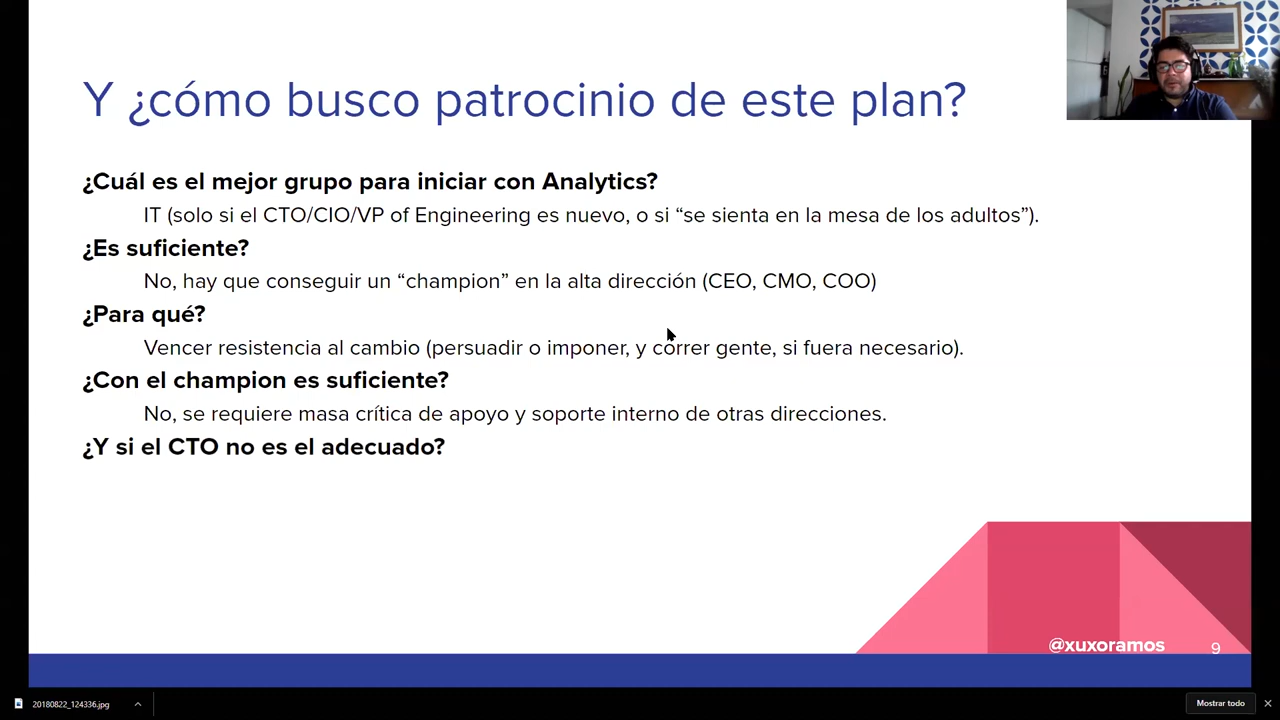 Y ¿cómo busco patrocinio de este plan?
¿Cuál es el mejor grupo para iniciar con Analytics?
IT (solo si el CTO/CIO/VP of Engineering es nuevo, o si “se sienta en la mesa de los adultos”).
¿Es suficiente?
No, hay que conseguir un “champion” en la alta dirección (CEO, CMO, COO)
¿Para qué?
Vencer resistencia al cambio (persuadir o imponer, y correr gente, si fuera necesario).
¿Con el champion es suficiente?
No, se requiere masa crítica de apoyo y soporte interno de otras direcciones.
¿Y si el CTO no es el adecuado?
@xuxoramos 9
20180822_124336.jpg
Mostrar todo